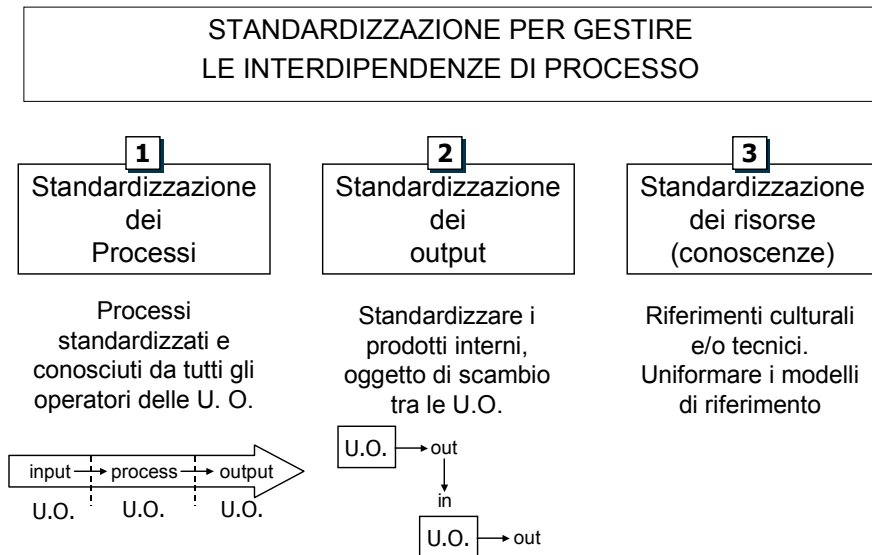 STANDARDIZZAZIONE PER GESTIRE
LE INTERDIPENDENZE DI PROCESSO
1
Standardizzazione
dei
Processi
Processi
standardizzati e
conosciuti da tutti gli
operatori delle U. O.
input process output
U.O. U.O. U.O.
2
Standardizzazione
dei
output
Standardizzare i
prodotti interni,
oggetto di scambio
tra le U.O.
U.O. out
in
U.O. out
3
Standardizzazione
dei risorse
(conoscenze)
Riferimenti culturali
e/o tecnici.
Uniformare i modelli
di riferimento